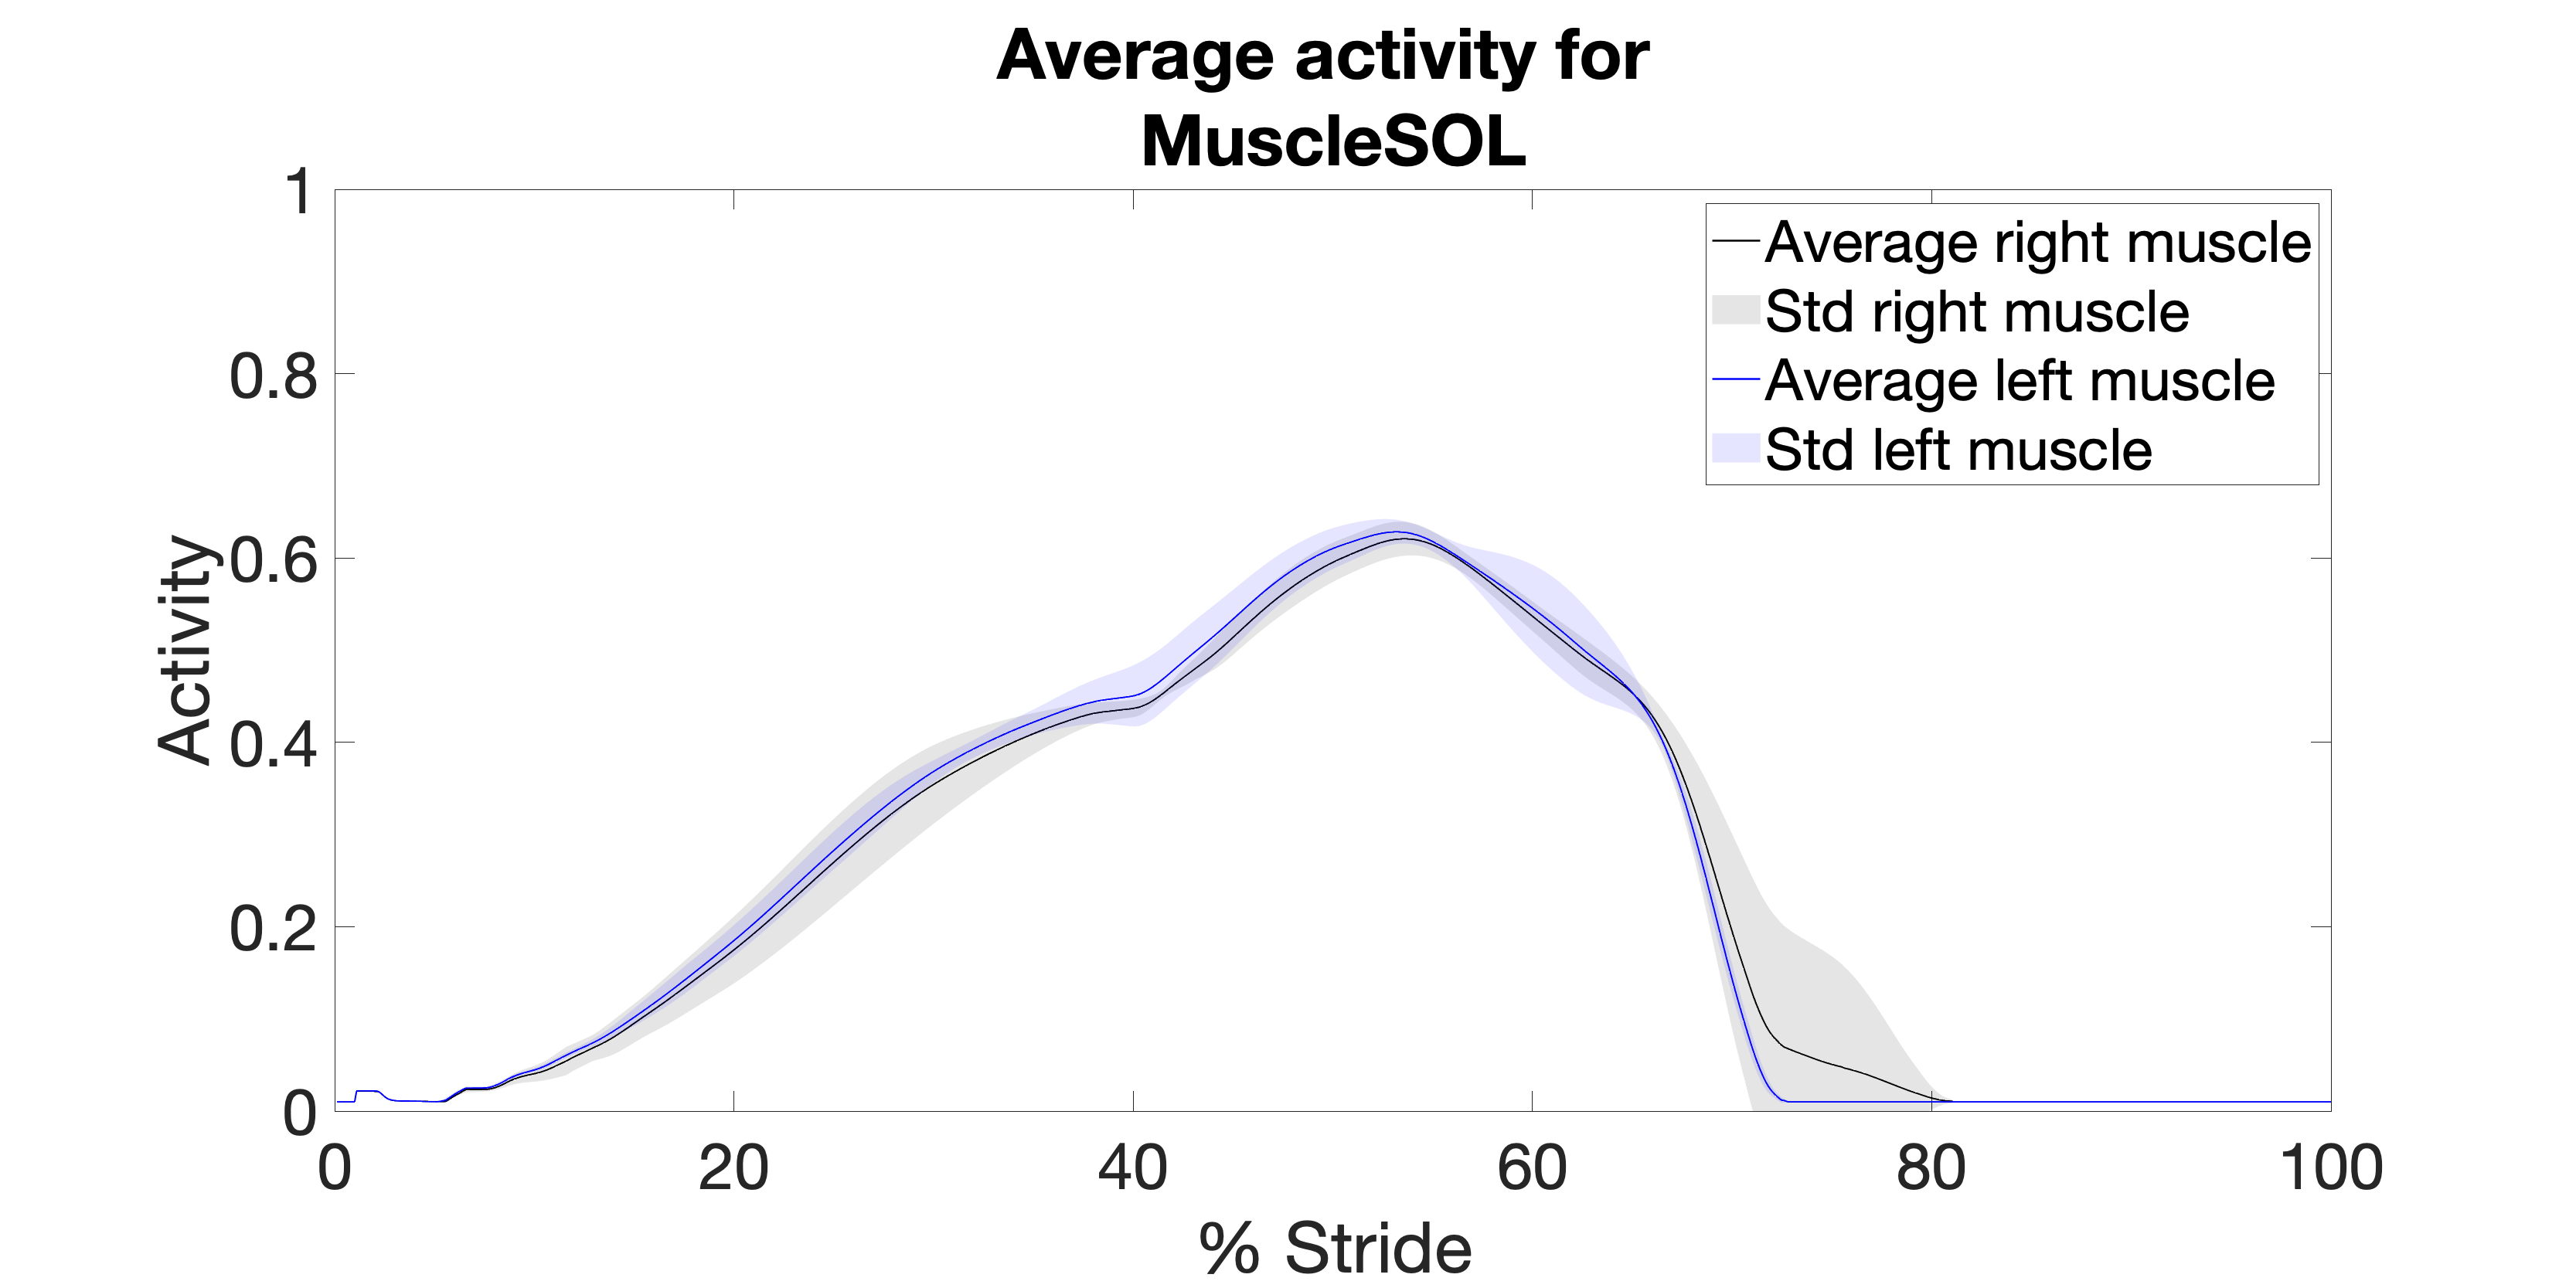 Average activity for
MuscleSOL
1
0.8
0.6
0.4
0.2
0
Activity
Average right muscle
Std right muscle
Average left muscle
Std left muscle
0 20 40 60 80 100
% Stride